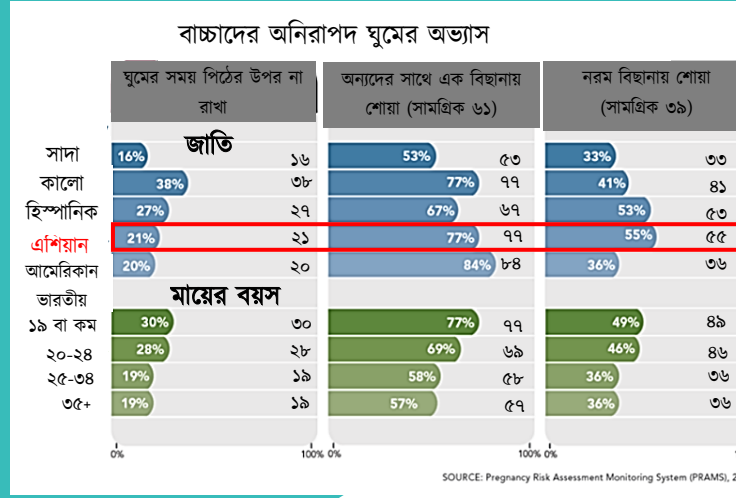 বাচ্চাদের অনিরাপদ ঘুমের অভ্যাস
ঘুমের সময় পিঠের উপর না
রাখা
অন্যদের সাথে এক বিছানায়
শোয়া (সামগ্রিক ৬১)
নরম বিছানায় শোয়া
(সামগ্রিক ৩৯)
জাতি
সাদা 16% ১৬ 53% ৫৩ 33% ৩৩
কালো 38% ৩৮ 77% ৭৭ 41% ৪১
হিস্পানিক 27% ২৭ 67% ৬৭ 53% ৫৩
এশিয়ান 21% ২১ 77% ৭৭ 55% ৫৫
আমেরিকান 20% ২০ 84% ৮৪ 36% ৩৬
ভারতীয়
মায়ের বয়স
১৯ বা কম 30% ৩০ 77% ৭৭ 49% ৪৯
২০-২৪ 28% ২৮ 69% ৬৯ 46% ৪৬
২৫-৩৪ 19% ১৯ 58% ৫৮ 36% ৩৬
৩৫+ 19% ১৯ 57% ৫৭ 36% ৩৬
0% 100% 0% 100% 0%
SOURCE: Pregnancy Risk Assessment Monitoring System (PRAMS), 2